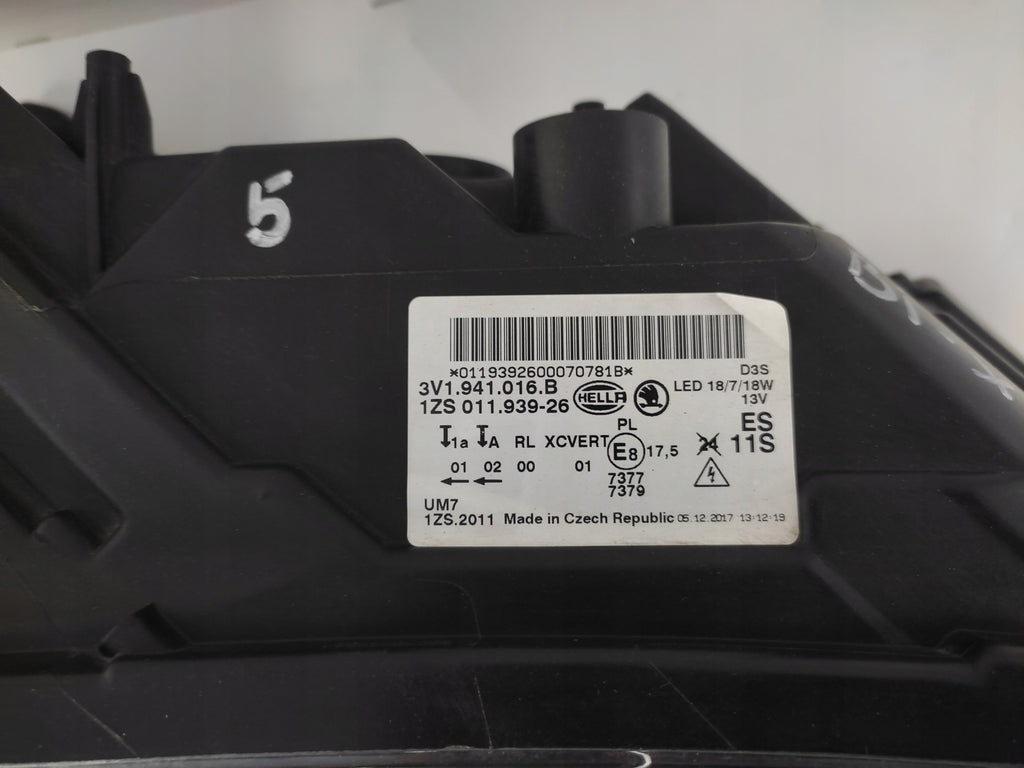 5
*0119392600070781B*
D3S
3V1.941.016.B
LED 18/7/18W
13V
1ZS 011.939-26
HELLA
PL
ES
1a A RL XCVERT E8 17,5 24 11S
01 02 00 01
7377
7379
UM7
1ZS.2011 Made in Czech Republic 05.12.2017 13:12:19